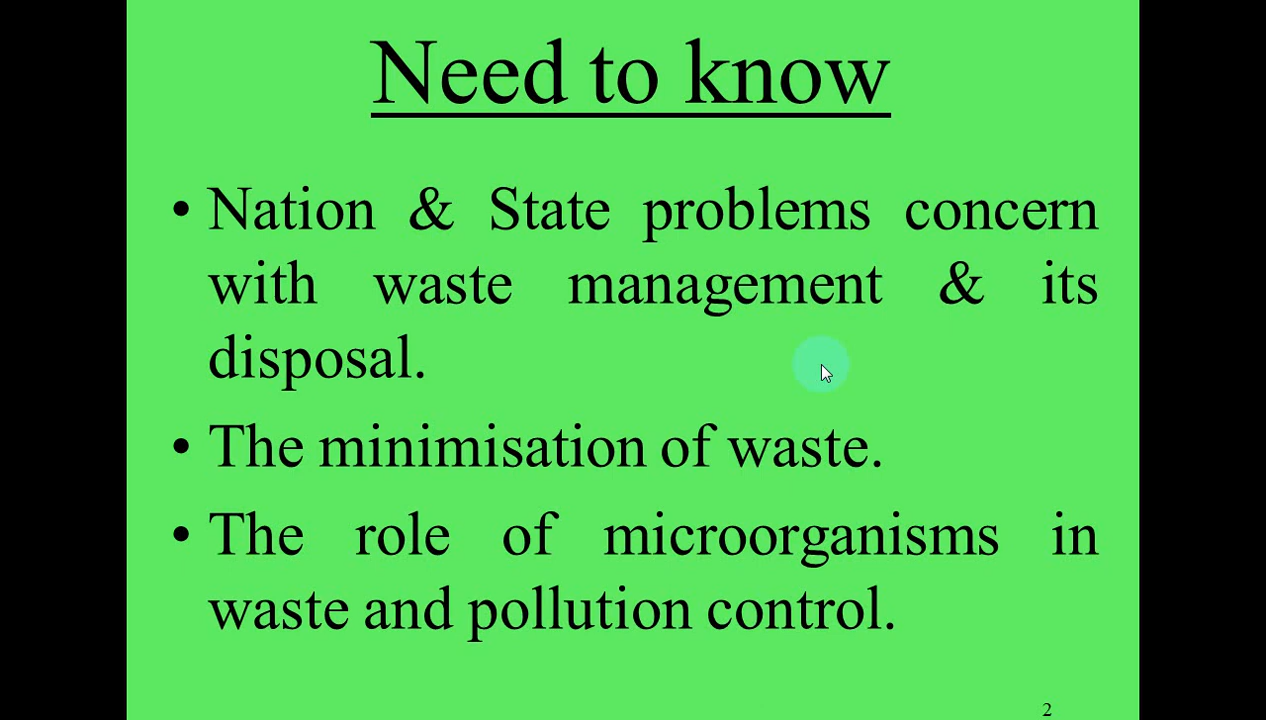 Need to know
• Nation & State problems concern
with waste management & its
disposal.
• The minimisation of waste.
• The role of microorganisms in
waste and pollution control.
2